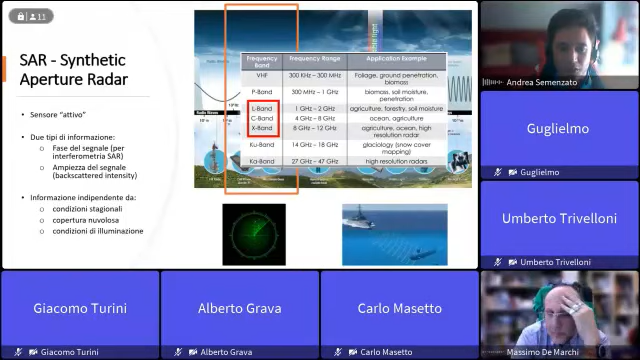 11
SAR - Synthetic
Aperture Radar
Sensore "attivo"
Due tipi di informazione:
Fase del segnale (per
interferometria SAR)
Ampiezza del segnale
(backscattered intensity)
Informazione indipendente da:
condizioni stagionali
copertura nuvolosa
condizioni di illuminazione
Frequency Band Frequency Range Application Example
VHF 300 KHz – 300 MHz Foliage, ground penetration, biomass
P-Band 300 MHz – 1 GHz biomass, soil moisture, penetration
L-Band 1 GHz – 2 GHz agriculture, forestry, soil moisture
C-Band 4 GHz – 8 GHz ocean, agriculture
X-Band 8 GHz – 12 GHz agriculture, ocean, high resolution radar
Ku-Band 14 GHz – 18 GHz glaciology (snow cover mapping)
Ka-Band 27 GHz – 47 GHz high resolution radars
Andrea Semenzato
Guglielmo
Guglielmo
Umberto Trivelloni
Umberto Trivelloni
Giacomo Turini
Giacomo Turini
Alberto Grava
Alberto Grava
Carlo Masetto
Carlo Masetto
Massimo De Marchi